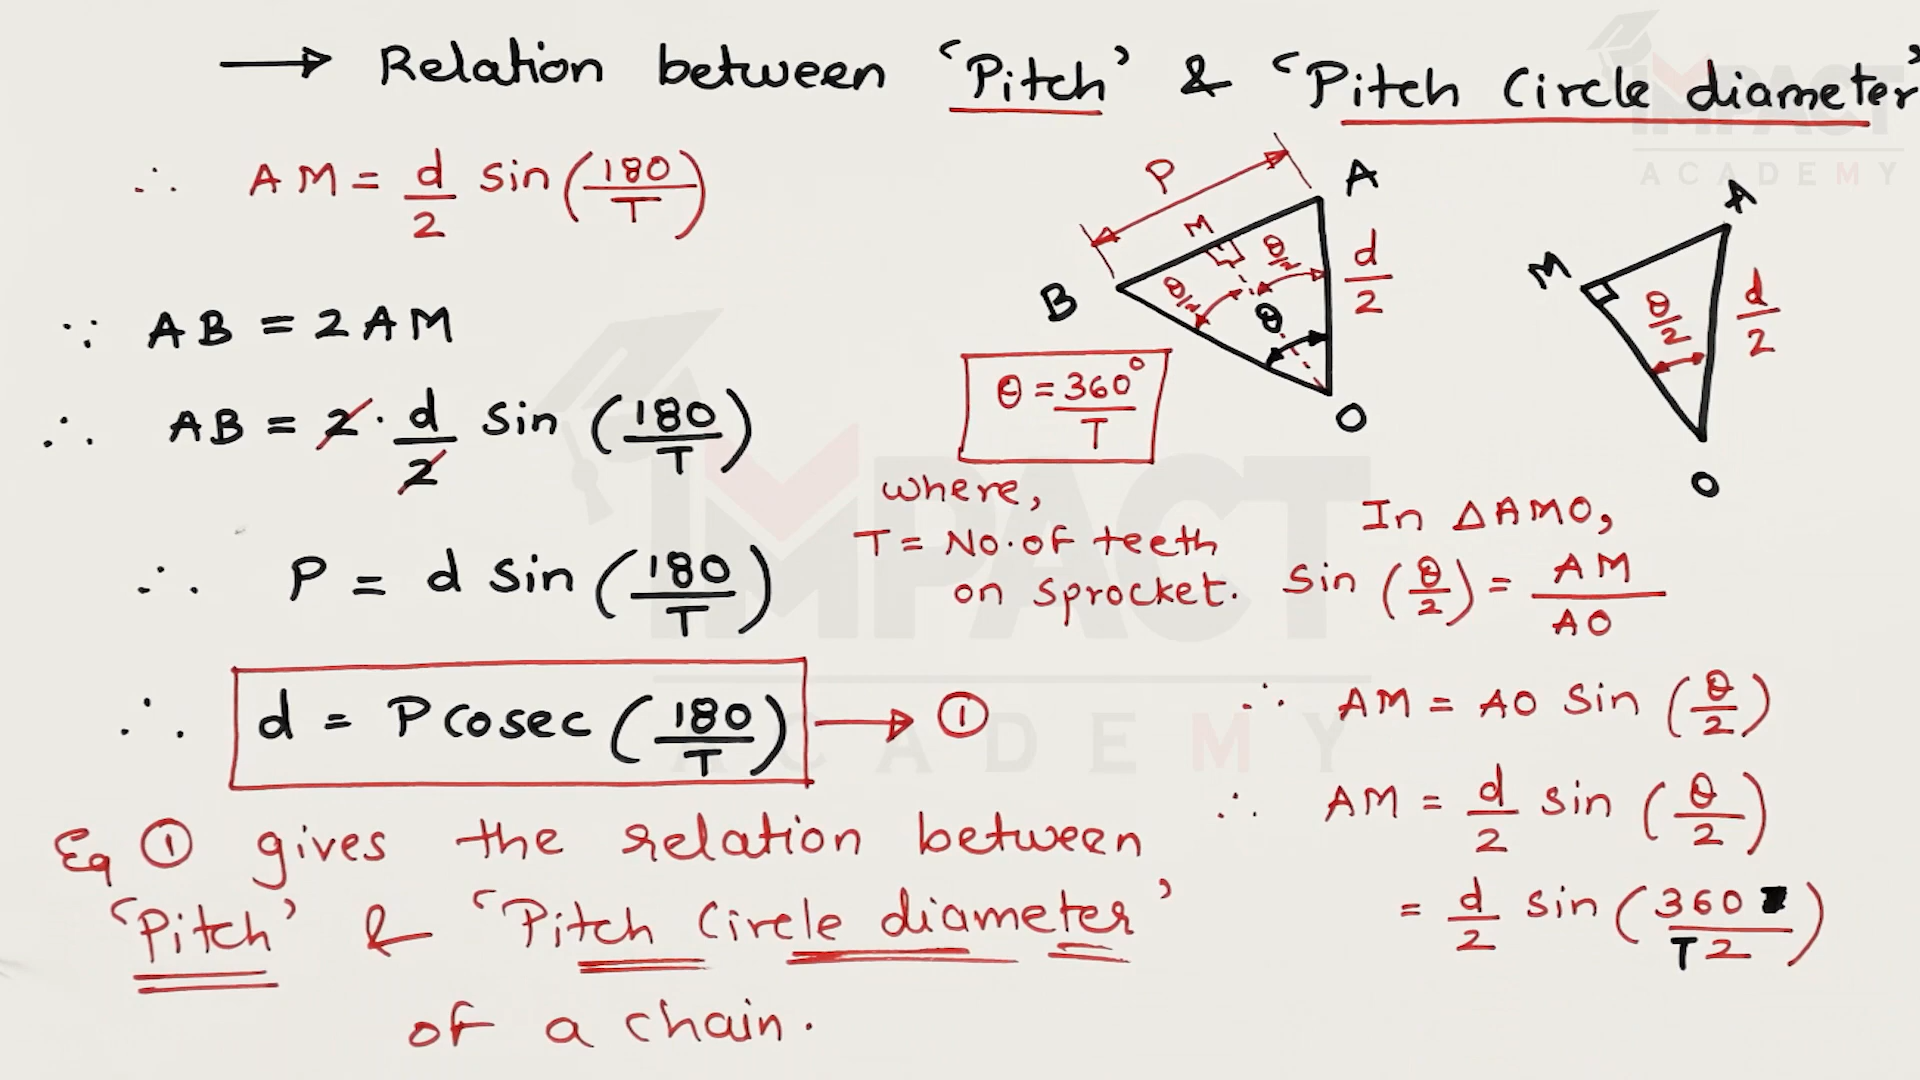 → Relation between ‘Pitch’ & ‘Pitch Circle diameter’
∴ AM = d/2 sin(180/T)
∵ AB = 2AM
∴ AB = 2 · d/2 sin (180/T)
∴ P = d sin (180/T)
∴ d = P cosec (180/T) → ①
Eq ① gives the relation between
‘Pitch’ & ‘Pitch Circle diameter’
of a chain.
P
A
M
θ/2
d/2
B
θ/2
θ
O
θ = 360°/T
where,
T = No. of teeth
on sprocket.
A
M
θ/2
d/2
O
In △AMO,
Sin (θ/2) = AM/AO
∴ AM = AO Sin (θ/2)
∴ AM = d/2 sin (θ/2)
= d/2 sin (360/T2)
IMPACT
ACADEMY
IMPACT
ACADEMY